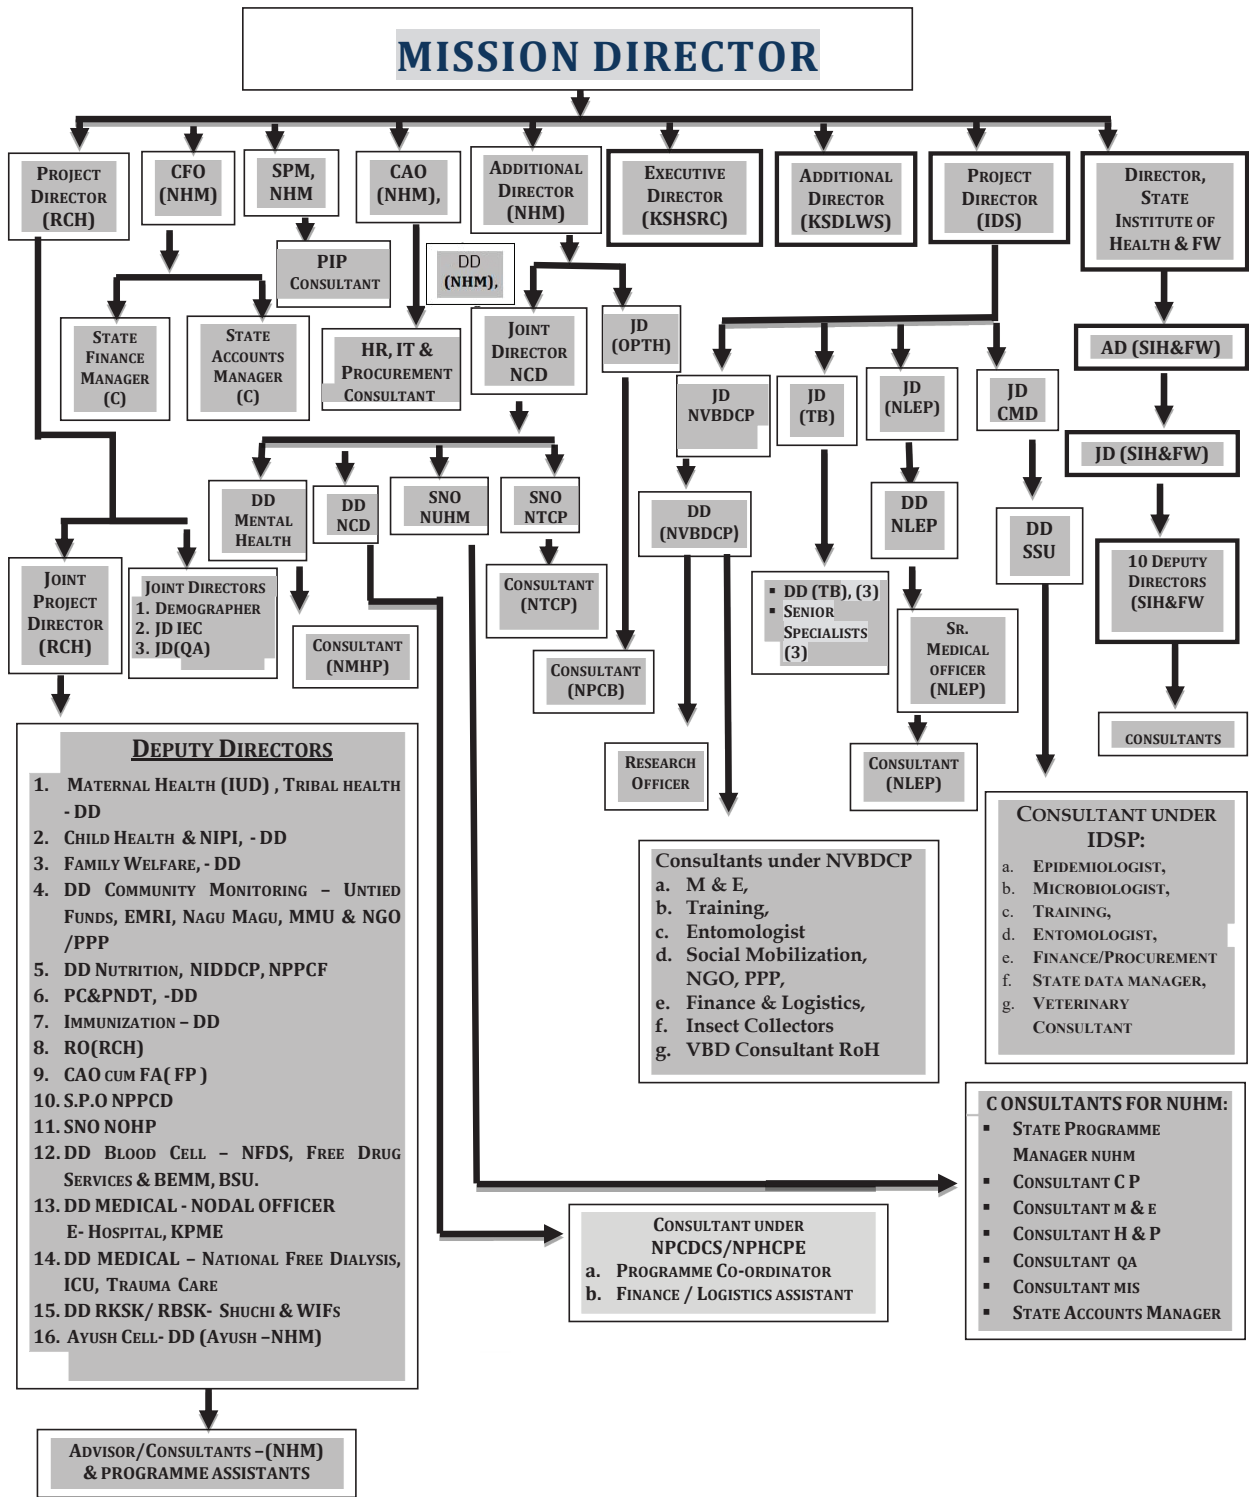 MISSION DIRECTOR
PROJECT
DIRECTOR
(RCH)
CFO
(NHM)
SPM,
NHM
CAO
(NHM),
ADDITIONAL
DIRECTOR
(NHM)
EXECUTIVE
DIRECTOR
(KSHSRC)
ADDITIONAL
DIRECTOR
(KSDLWS)
PROJECT
DIRECTOR
(IDS)
DIRECTOR,
STATE
INSTITUTE OF
HEALTH & FW
PIP
CONSULTANT
DD
(NHM),
STATE
FINANCE
MANAGER
(C)
STATE
ACCOUNTS
MANAGER
(C)
HR, IT &
PROCUREMENT
CONSULTANT
JOINT
DIRECTOR
NCD
JD
(OPTH)
JD
NVBDCP
JD
(TB)
JD
(NLEP)
JD
CMD
AD (SIH&FW)
JD (SIH&FW)
DD
MENTAL
HEALTH
DD
NCD
SNO
NUHM
SNO
NTCP
DD
(NVBDCP)
DD
NLEP
DD
SSU
10 DEPUTY
DIRECTORS
(SIH&FW
JOINT
PROJECT
DIRECTOR
(RCH)
JOINT DIRECTORS
1. DEMOGRAPHER
2. JD IEC
3. JD(QA)
CONSULTANT
(NMHP)
CONSULTANT
(NTCP)
CONSULTANT
(NPCB)
▪ DD (TB), (3)
▪ SENIOR
SPECIALISTS
(3)
SR.
MEDICAL
OFFICER
(NLEP)
CONSULTANTS
RESEARCH
OFFICER
CONSULTANT
(NLEP)
DEPUTY DIRECTORS
1. MATERNAL HEALTH (IUD) , TRIBAL HEALTH
- DD
2. CHILD HEALTH & NIPI, - DD
3. FAMILY WELFARE, - DD
4. DD COMMUNITY MONITORING – UNTIED
FUNDS, EMRI, NAGU MAGU, MMU & NGO
/PPP
5. DD NUTRITION, NIDDCP, NPPCF
6. PC&PNDT, -DD
7. IMMUNIZATION – DD
8. RO(RCH)
9. CAO CUM FA( FP )
10. S.P.O NPPCD
11. SNO NOHP
12. DD BLOOD CELL – NFDS, FREE DRUG
SERVICES & BEMM, BSU.
13. DD MEDICAL - NODAL OFFICER
E- HOSPITAL, KPME
14. DD MEDICAL – NATIONAL FREE DIALYSIS,
ICU, TRAUMA CARE
15. DD RKSK/ RBSK- SHUCHI & WIFS
16. AYUSH CELL- DD (AYUSH –NHM)
Consultants under NVBDCP
a. M & E,
b. Training,
c. Entomologist
d. Social Mobilization,
NGO, PPP,
e. Finance & Logistics,
f. Insect Collectors
g. VBD Consultant RoH
CONSULTANT UNDER
IDSP:
a. EPIDEMIOLOGIST,
b. MICROBIOLOGIST,
c. TRAINING,
d. ENTOMOLOGIST,
e. FINANCE/PROCUREMENT
f. STATE DATA MANAGER,
g. VETERINARY
CONSULTANT
CONSULTANT UNDER
NPCDCS/NPHCPE
a. PROGRAMME CO-ORDINATOR
b. FINANCE / LOGISTICS ASSISTANT
C ONSULTANTS FOR NUHM:
▪ STATE PROGRAMME
MANAGER NUHM
▪ CONSULTANT C P
▪ CONSULTANT M & E
▪ CONSULTANT H & P
▪ CONSULTANT QA
▪ CONSULTANT MIS
▪ STATE ACCOUNTS MANAGER
ADVISOR/CONSULTANTS –(NHM)
& PROGRAMME ASSISTANTS